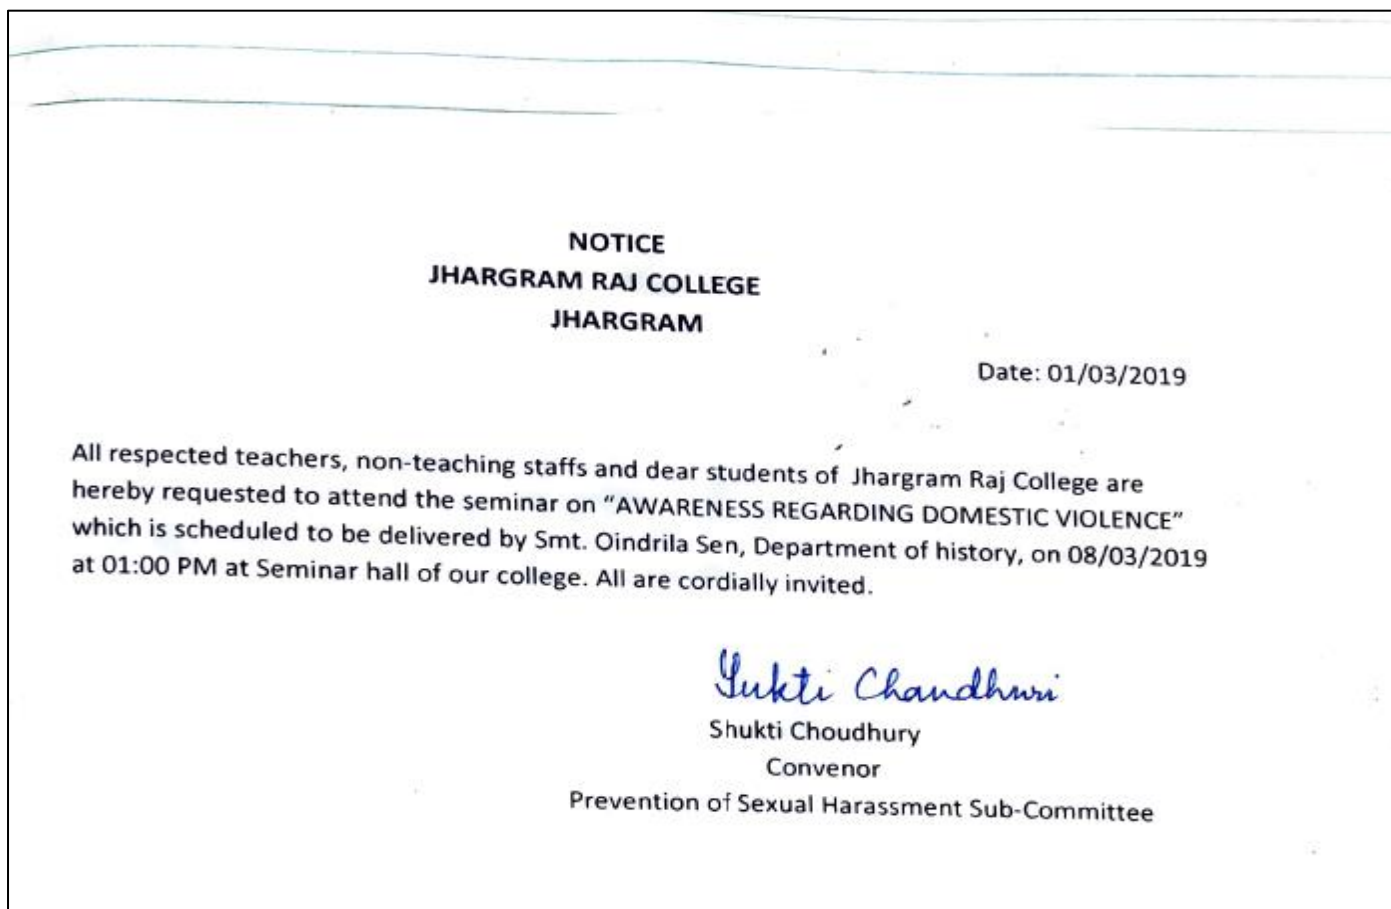 NOTICE
JHARGRAM RAJ COLLEGE
JHARGRAM
Date: 01/03/2019
All respected teachers, non-teaching staffs and dear students of Jhargram Raj College are
hereby requested to attend the seminar on “AWARENESS REGARDING DOMESTIC VIOLENCE”
which is scheduled to be delivered by Smt. Oindrila Sen, Department of history, on 08/03/2019
at 01:00 PM at Seminar hall of our college. All are cordially invited.
Sukti Chaudhuri
Shukti Choudhury
Convenor
Prevention of Sexual Harassment Sub-Committee